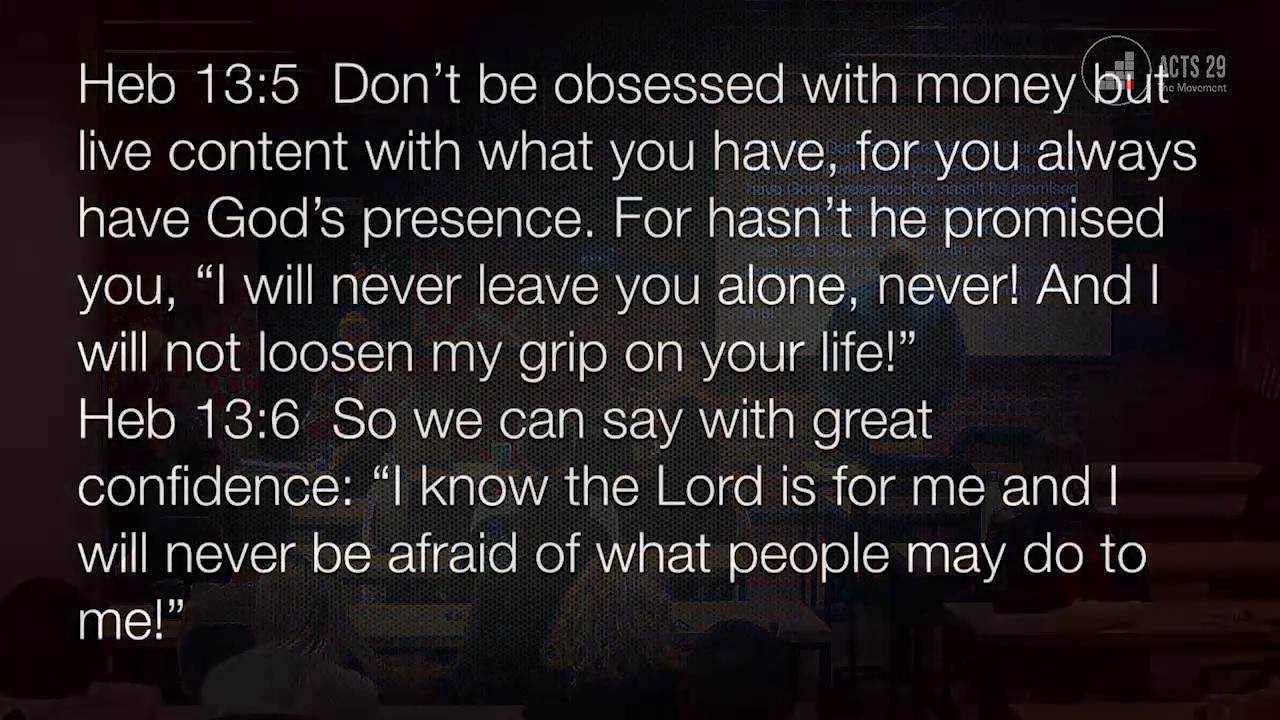 Heb 13:5  Don’t be obsessed with money but
live content with what you have, for you always
have God’s presence. For hasn’t he promised
you, “I will never leave you alone, never! And I
will not loosen my grip on your life!”
Heb 13:6  So we can say with great
confidence: “I know the Lord is for me and I
will never be afraid of what people may do to
me!”
ACTS 29
The Movement